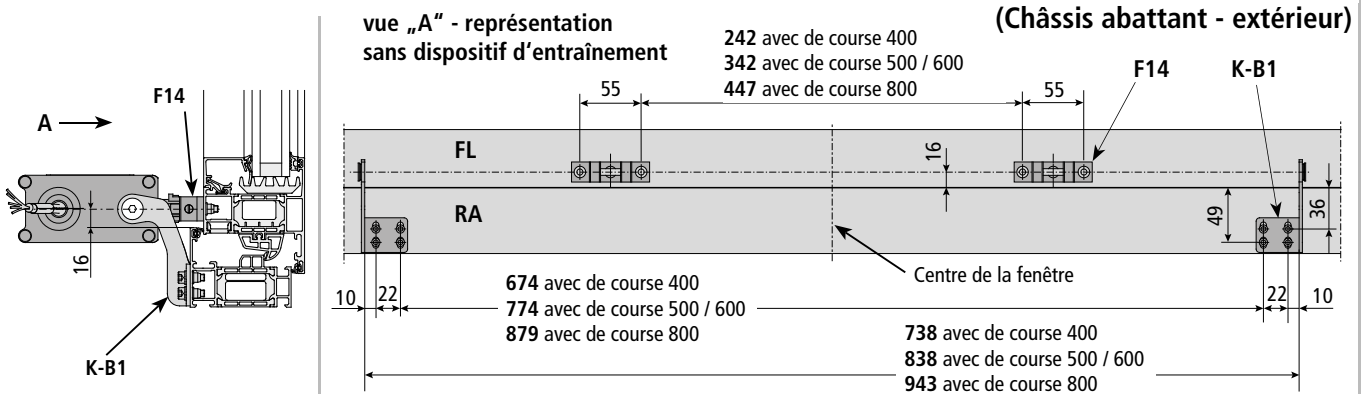 A
F14
16
K-B1
vue „A“ - représentation
sans dispositif d‘entraînement
(Châssis abattant - extérieur)
242 avec de course 400
342 avec de course 500 / 600
447 avec de course 800
55
55
F14
K-B1
FL
16
RA
49
36
Centre de la fenêtre
674 avec de course 400
774 avec de course 500 / 600
879 avec de course 800
10
22
22
10
738 avec de course 400
838 avec de course 500 / 600
943 avec de course 800